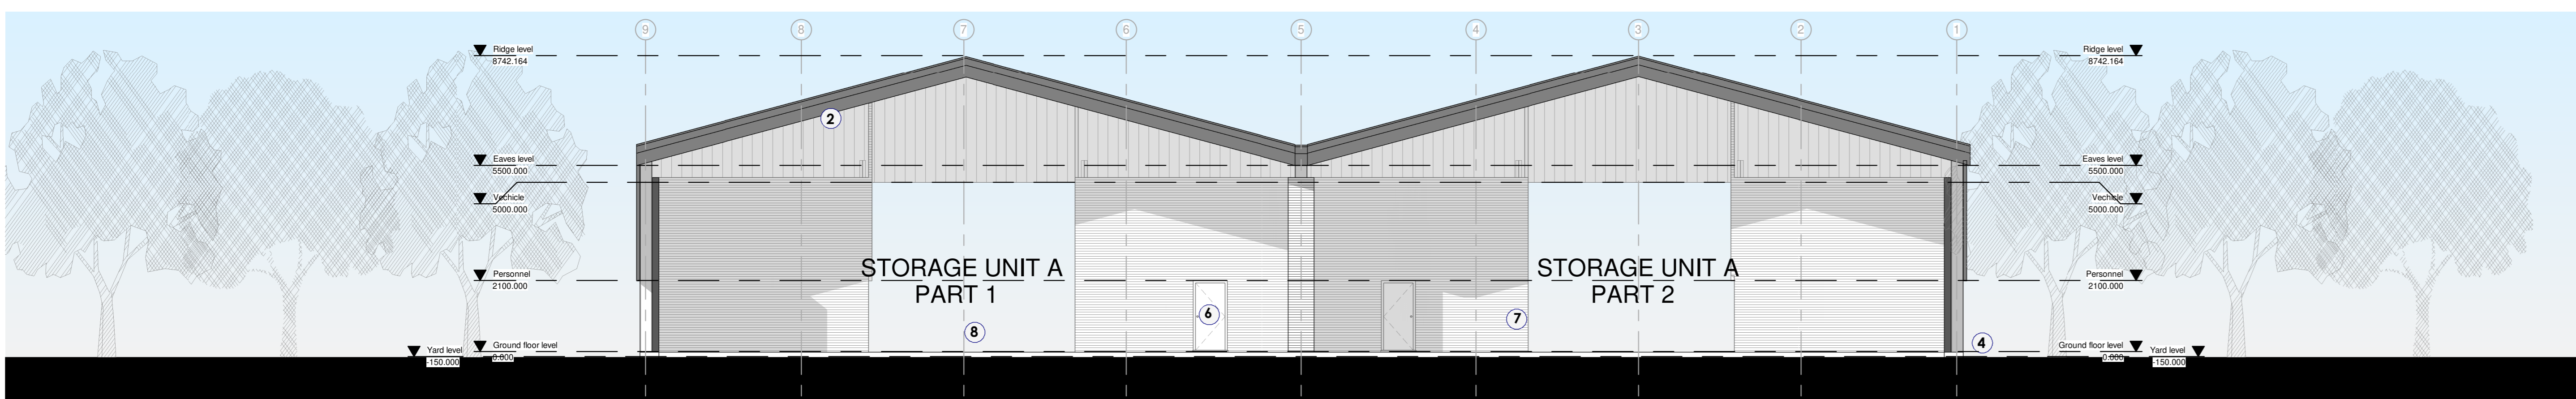 9 8 7 6 5 4 3 2 1
Ridge level
8742.164
Ridge level
8742.164
2
Eaves level
5500.000
Eaves level
5500.000
Vechicle
5000.000
Vechicle
5000.000
STORAGE UNIT A
PART 1
STORAGE UNIT A
PART 2
Personnel
2100.000
Personnel
2100.000
6
7
8
4
Ground floor level
0.000
Yard level
-150.000
Ground floor level
0.000
Yard level
-150.000